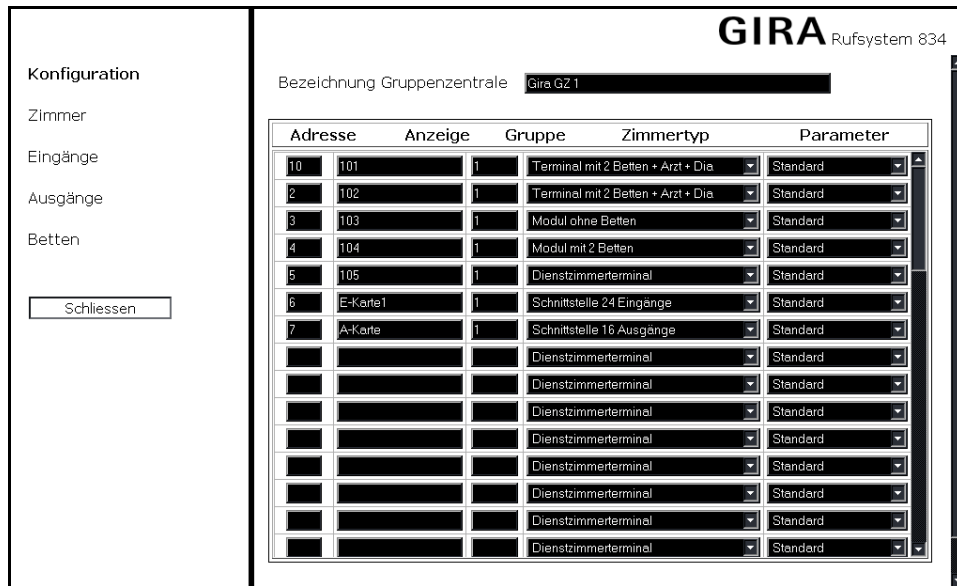 GIRA Rufsystem 834
Konfiguration
Zimmer
Eingänge
Ausgänge
Betten
Schliessen
Bezeichnung Gruppenzentrale Gira GZ 1
Adresse Anzeige Gruppe Zimmertyp Parameter
10 101 1 Terminal mit 2 Betten + Arzt + Dia Standard
2 102 1 Terminal mit 2 Betten + Arzt + Dia Standard
3 103 1 Modul ohne Betten Standard
4 104 1 Modul mit 2 Betten Standard
5 105 1 Dienstzimmerterminal Standard
6 E-Karte1 1 Schnittstelle 24 Eingänge Standard
7 A-Karte 1 Schnittstelle 16 Ausgänge Standard
Dienstzimmerterminal Standard
Dienstzimmerterminal Standard
Dienstzimmerterminal Standard
Dienstzimmerterminal Standard
Dienstzimmerterminal Standard
Dienstzimmerterminal Standard
Dienstzimmerterminal Standard
Dienstzimmerterminal Standard